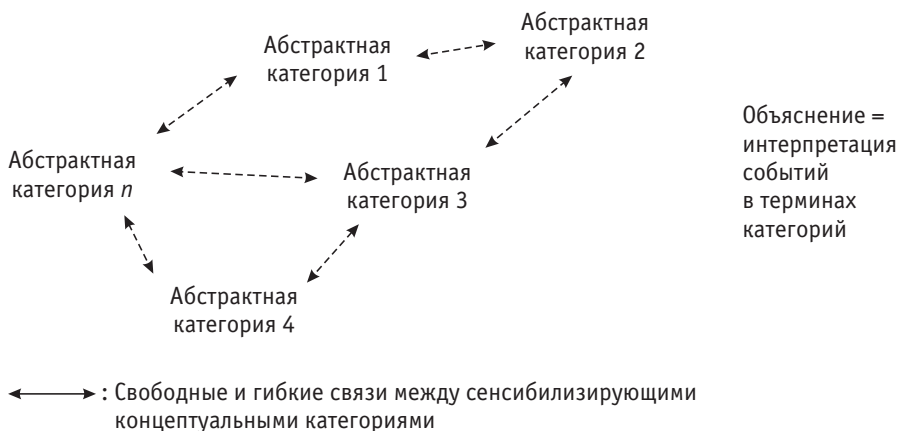 Абстрактная
категория 1
Абстрактная
категория 2
Абстрактная
категория n
Абстрактная
категория 3
Абстрактная
категория 4
Объяснение =
интерпретация
событий
в терминах
категорий
: Свободные и гибкие связи между сенсибилизирующими
концептуальными категориями